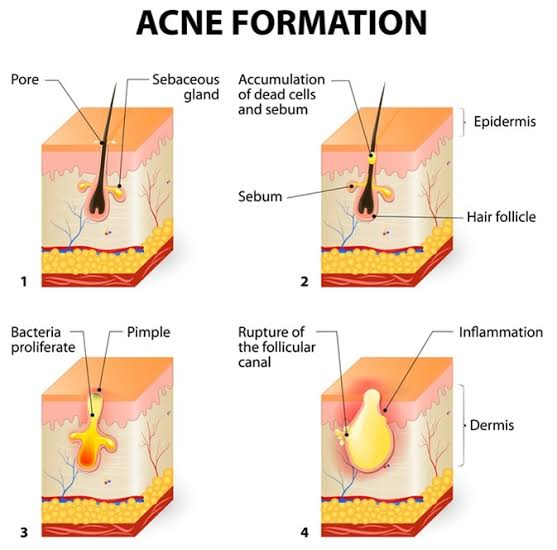 ACNE FORMATION
Pore
Sebaceous
gland
Accumulation
of dead cells
and sebum
Epidermis
Sebum
Hair follicle
1
2
Bacteria
proliferate
Pimple
Rupture of
the follicular
canal
Inflammation
Dermis
3
4